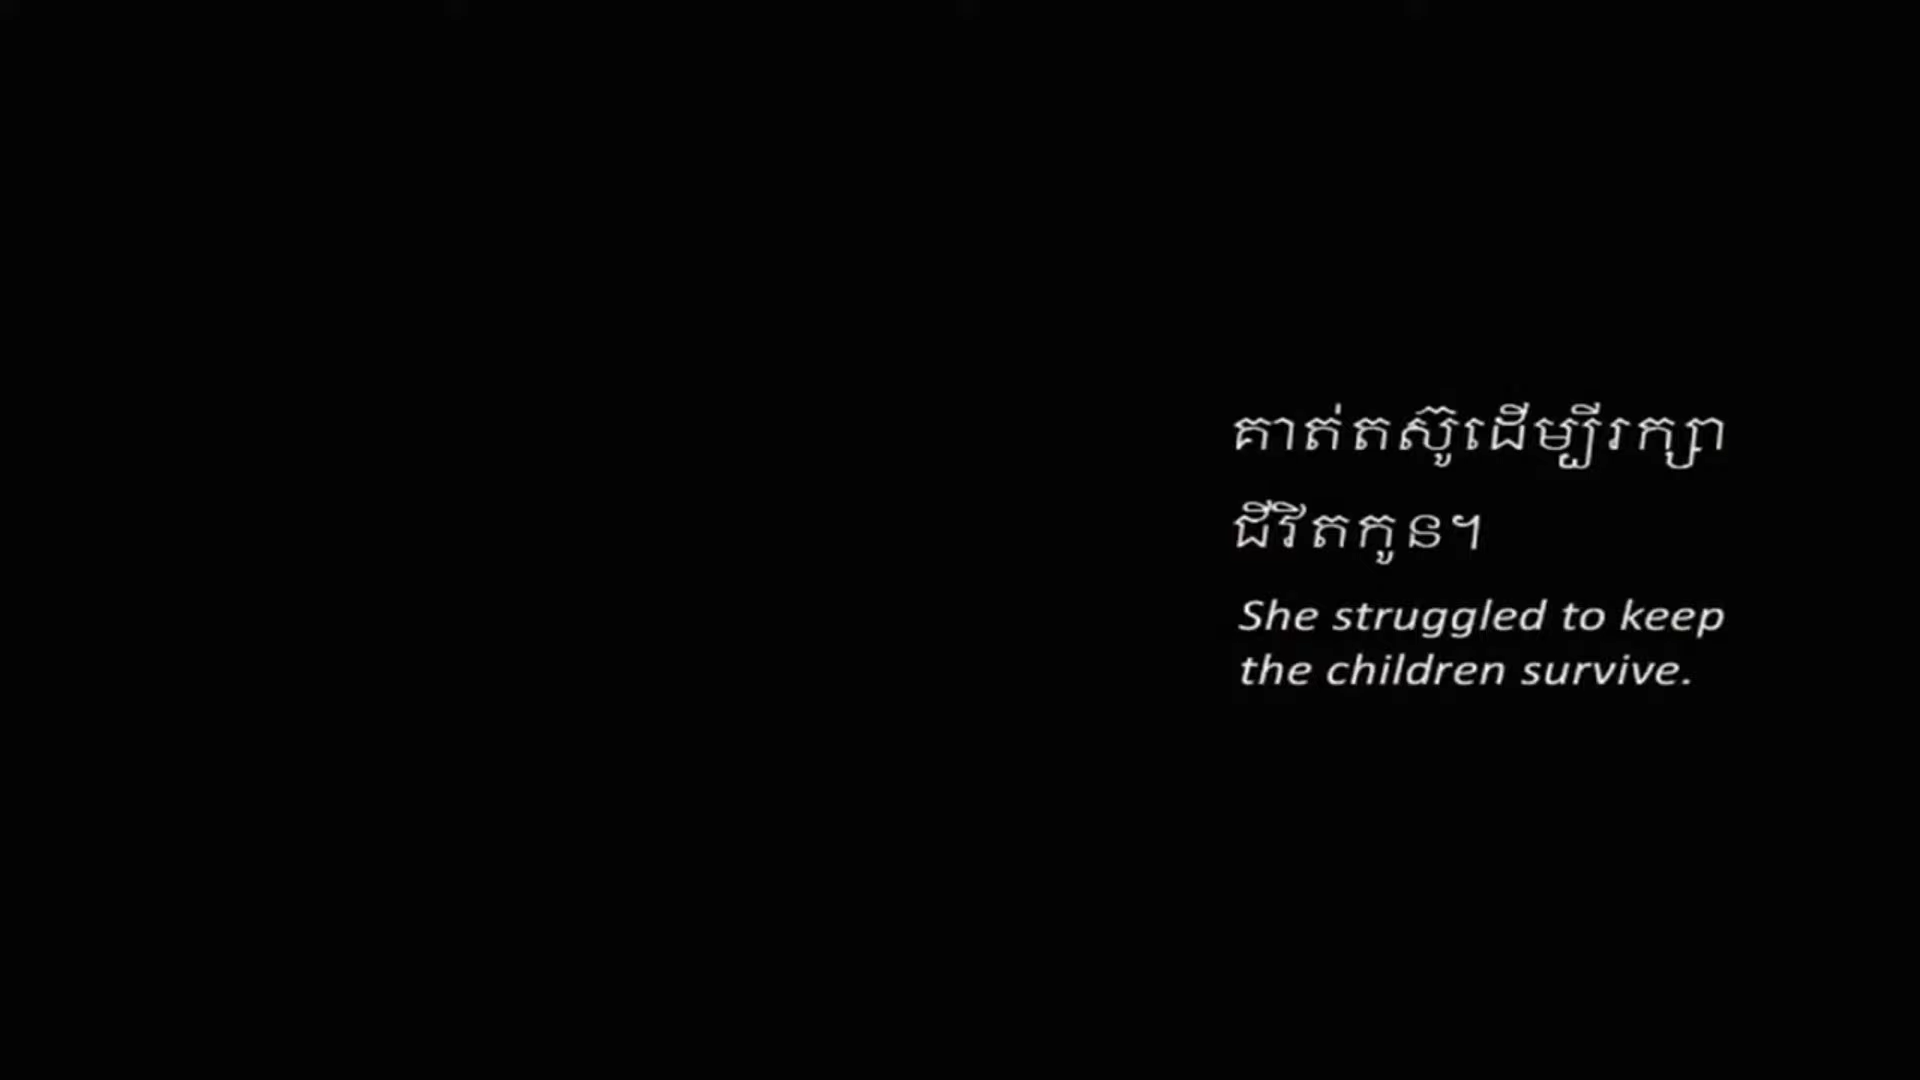 គាត់តស៊ូដើម្បីរក្សា
ជីវិតកូន។
She struggled to keep
the children survive.